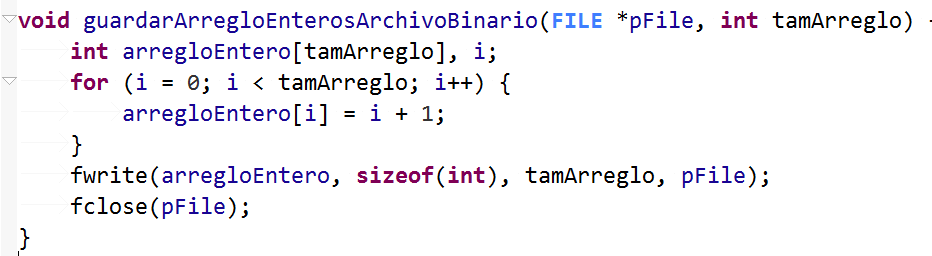 void guardarArregloEnterosArchivoBinario(FILE *pFile, int tamArreglo) {
    int arregloEntero[tamArreglo], i;
    for (i = 0; i < tamArreglo; i++) {
        arregloEntero[i] = i + 1;
    }
    fwrite(arregloEntero, sizeof(int), tamArreglo, pFile);
    fclose(pFile);
}